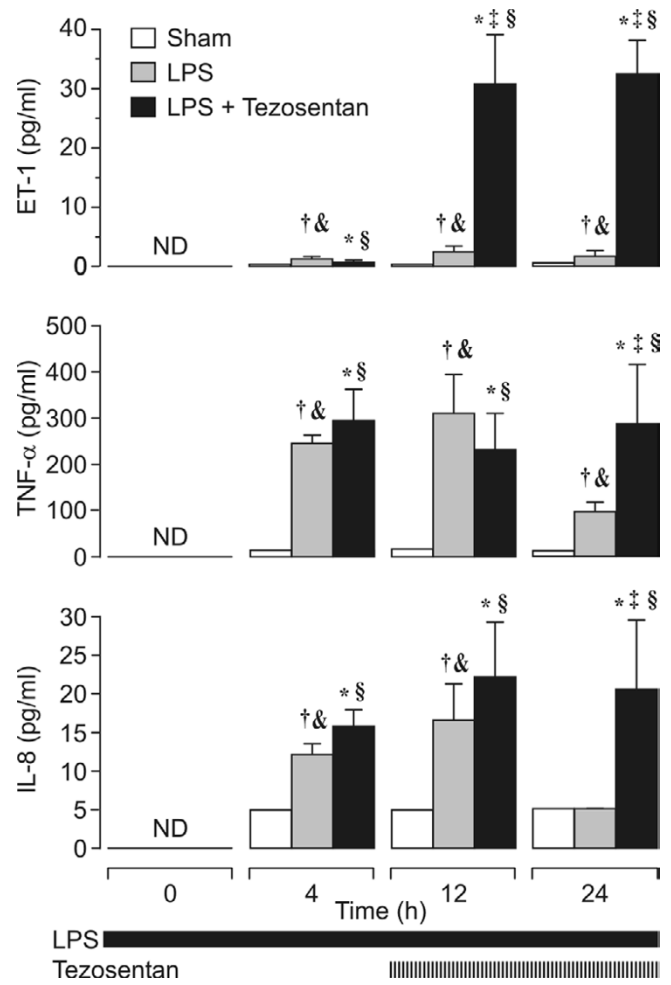 40
30
20
10
0
ET-1 (pg/ml)
Sham
LPS
LPS + Tezosentan
ND
†&
*§
†&
*‡§
†&
*‡§
500
400
300
200
100
0
TNF-α (pg/ml)
ND
†&
*§
†&
*§
†&
*‡§
30
25
20
15
10
5
0
IL-8 (pg/ml)
ND
†&
*§
†&
*§
*‡§
0 4 12 24
Time (h)
LPS
Tezosentan